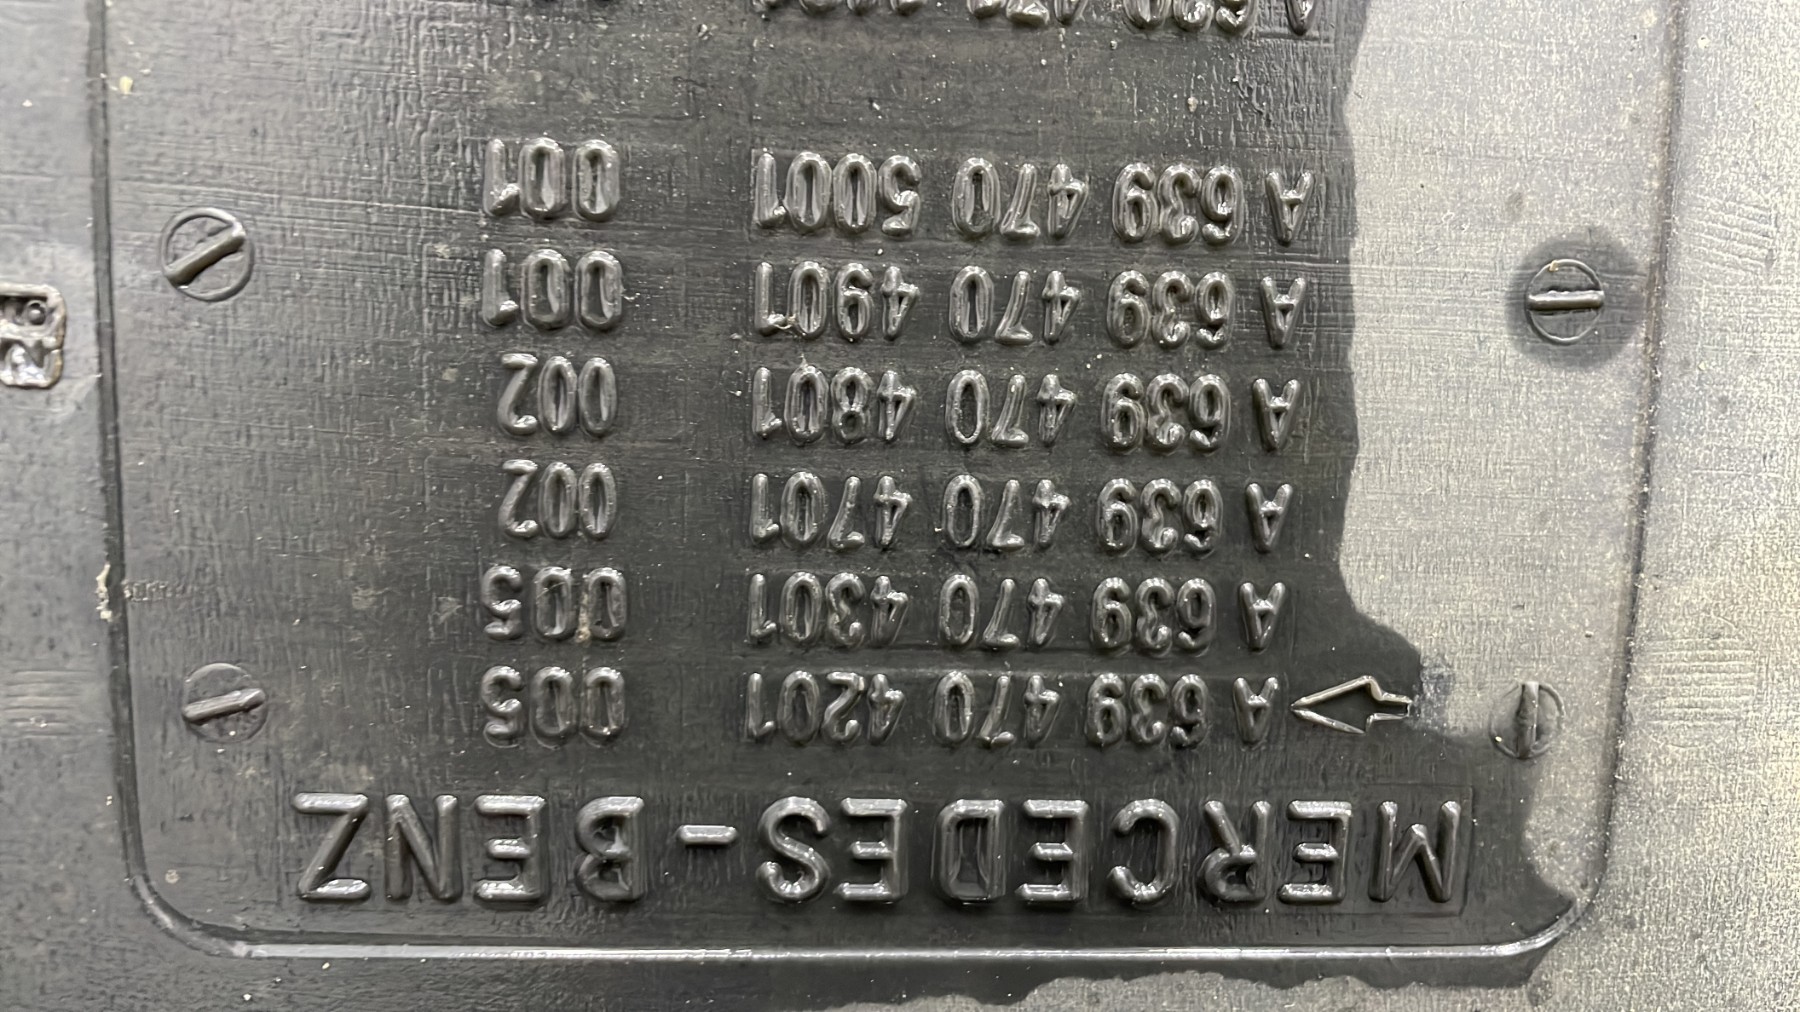 MERCEDES-BENZ
A 639 470 4201 005
A 639 470 4301 005
A 639 470 4701 002
A 639 470 4801 002
A 639 470 4901 001
A 639 470 5001 001